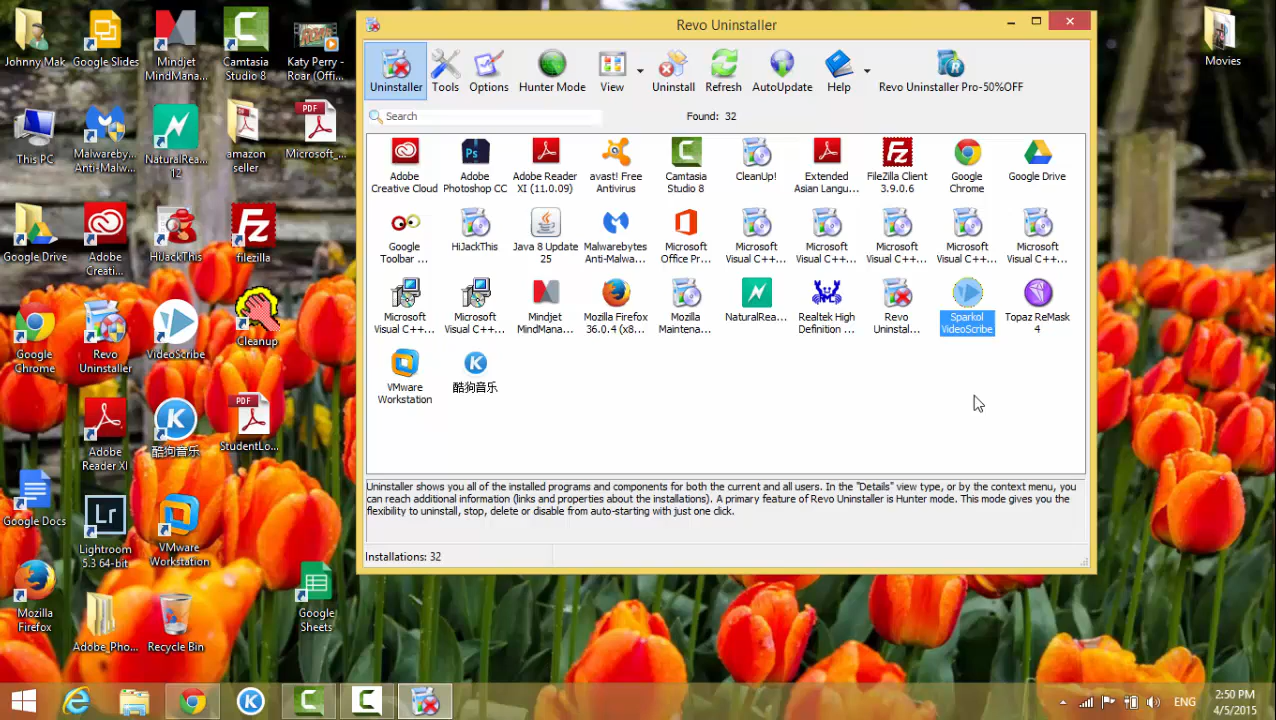 Johnny Mak
Google Slides
Mindjet
MindMana...
Camtasia
Studio 8
Katy Perry -
Roar (Offi...
This PC
Malwareby...
Anti-Malw...
NaturalRea...
12
amazon
seller
Microsoft_...
Google Drive
Adobe
Creati...
HiJackThis
filezilla
Google
Chrome
Revo
Uninstaller
VideoScribe
Cleanup
Adobe
Reader XI
酷狗音乐
StudentLo...
Google Docs
Lightroom
5.3 64-bit
VMware
Workstation
Mozilla
Firefox
Adobe_Pho...
Recycle Bin
Google
Sheets
Movies
Revo Uninstaller
Uninstaller
Tools
Options
Hunter Mode
View
Uninstall
Refresh
AutoUpdate
Help
Revo Uninstaller Pro-50%OFF
Search
Found: 32
Adobe
Creative Cloud
Adobe
Photoshop CC
Adobe Reader
XI (11.0.09)
avast! Free
Antivirus
Camtasia
Studio 8
CleanUp!
Extended
Asian Langu...
FileZilla Client
3.9.0.6
Google
Chrome
Google Drive
Google
Toolbar ...
HiJackThis
Java 8 Update
25
Malwarebytes
Anti-Malwa...
Microsoft
Office Pr...
Microsoft
Visual C++...
Microsoft
Visual C++...
Microsoft
Visual C++...
Microsoft
Visual C++...
Microsoft
Visual C++...
Microsoft
Visual C++...
Microsoft
Visual C++...
Mindjet
MindMana...
Mozilla Firefox
36.0.4 (x8...
Mozilla
Maintena...
NaturalRea...
Realtek High
Definition ...
Revo
Uninstal...
Sparkol
VideoScribe
Topaz ReMask
4
VMware
Workstation
酷狗音乐
Uninstaller shows you all of the installed programs and components for both the current and all users. In the "Details" view type, or by the context menu, you
can reach additional information (links and properties about the installations). A primary feature of Revo Uninstaller is Hunter mode. This mode gives you the
flexibility to uninstall, stop, delete or disable from auto-starting with just one click.
Installations: 32
ENG
2:50 PM
4/5/2015